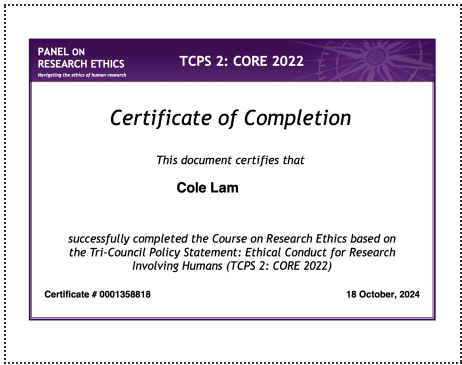 PANEL ON
RESEARCH ETHICS
Navigating the ethics of human research
TCPS 2: CORE 2022
Certificate of Completion
This document certifies that
Cole Lam
successfully completed the Course on Research Ethics based on
the Tri-Council Policy Statement: Ethical Conduct for Research
Involving Humans (TCPS 2: CORE 2022)
Certificate # 0001358818
18 October, 2024